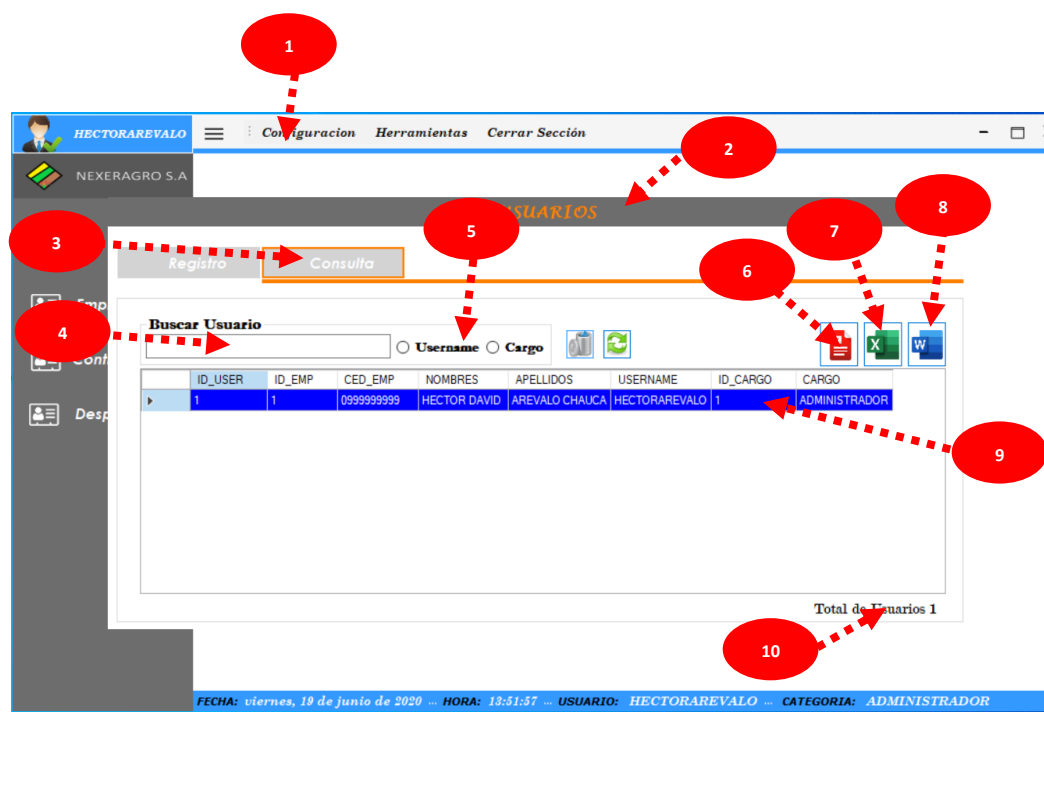 1
HECTORAREVALO
Configuracion Herramientas Cerrar Sección
2
NEXERAGRO S.A
8
USUARIOS
5
7
3
Registro Consulta
6
4
Buscar Usuario
Username Cargo
ID_USER ID_EMP CED_EMP NOMBRES APELLIDOS USERNAME ID_CARGO CARGO
1 1 0999999999 HECTOR DAVID AREVALO CHAUCA HECTORAREVALO 1 ADMINISTRADOR
9
Total de Usuarios 1
10
FECHA: viernes, 19 de junio de 2020 ... HORA: 13:51:57 ... USUARIO: HECTORAREVALO ... CATEGORIA: ADMINISTRADOR